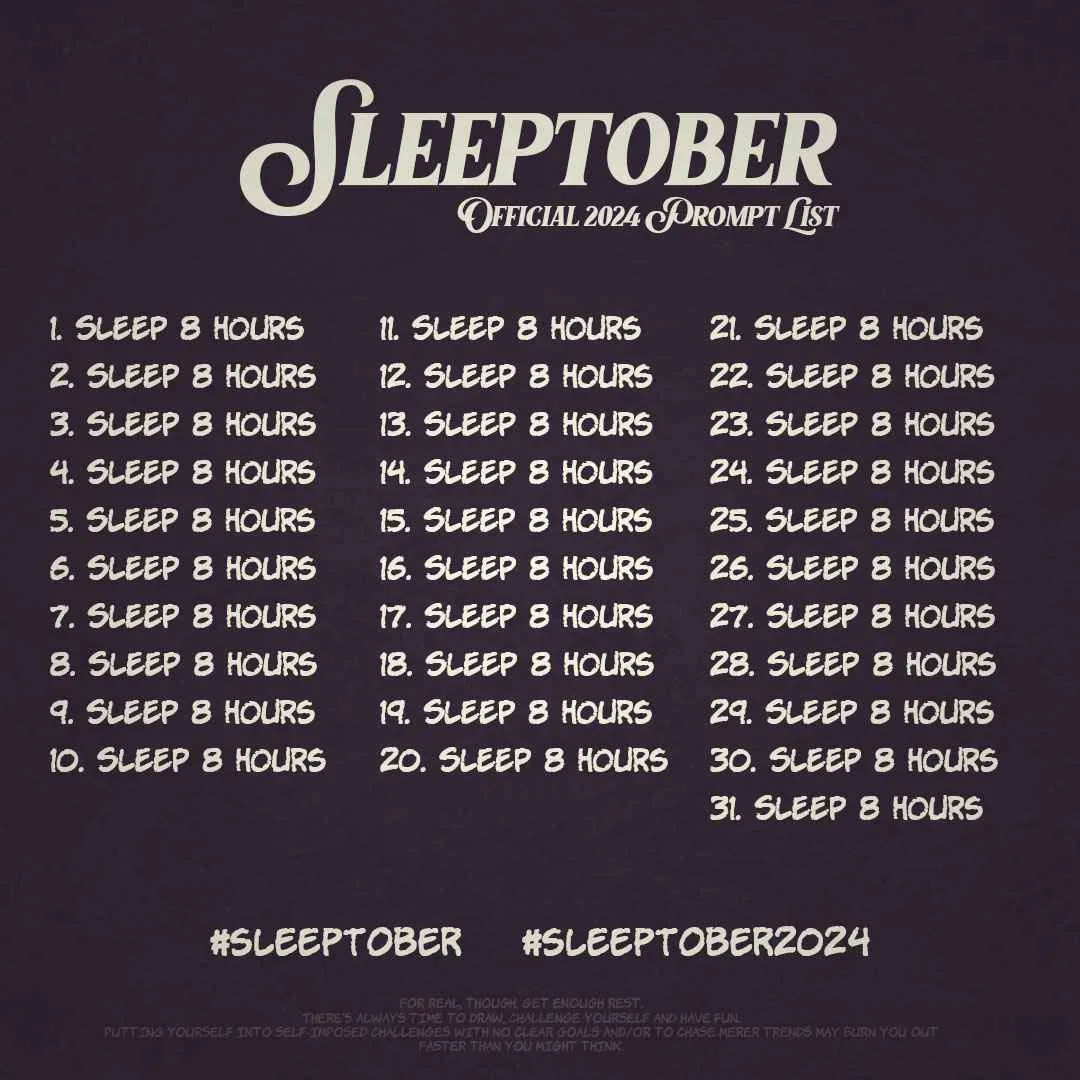 SLEEPTOBER
OFFICIAL 2024 PROMPT LIST
1. SLEEP 8 HOURS
2. SLEEP 8 HOURS
3. SLEEP 8 HOURS
4. SLEEP 8 HOURS
5. SLEEP 8 HOURS
6. SLEEP 8 HOURS
7. SLEEP 8 HOURS
8. SLEEP 8 HOURS
9. SLEEP 8 HOURS
10. SLEEP 8 HOURS
11. SLEEP 8 HOURS
12. SLEEP 8 HOURS
13. SLEEP 8 HOURS
14. SLEEP 8 HOURS
15. SLEEP 8 HOURS
16. SLEEP 8 HOURS
17. SLEEP 8 HOURS
18. SLEEP 8 HOURS
19. SLEEP 8 HOURS
20. SLEEP 8 HOURS
21. SLEEP 8 HOURS
22. SLEEP 8 HOURS
23. SLEEP 8 HOURS
24. SLEEP 8 HOURS
25. SLEEP 8 HOURS
26. SLEEP 8 HOURS
27. SLEEP 8 HOURS
28. SLEEP 8 HOURS
29. SLEEP 8 HOURS
30. SLEEP 8 HOURS
31. SLEEP 8 HOURS
#SLEEPTOBER #SLEEPTOBER2024
FOR REAL, THOUGH. GET ENOUGH REST.
THERE'S ALWAYS TIME TO DRAW, CHALLENGE YOURSELF AND HAVE FUN.
PUTTING YOURSELF INTO SELF-IMPOSED CHALLENGES WITH NO CLEAR GOALS AND/OR TO CHASE MERER TRENDS MAY BURN YOU OUT
FASTER THAN YOU MIGHT THINK.